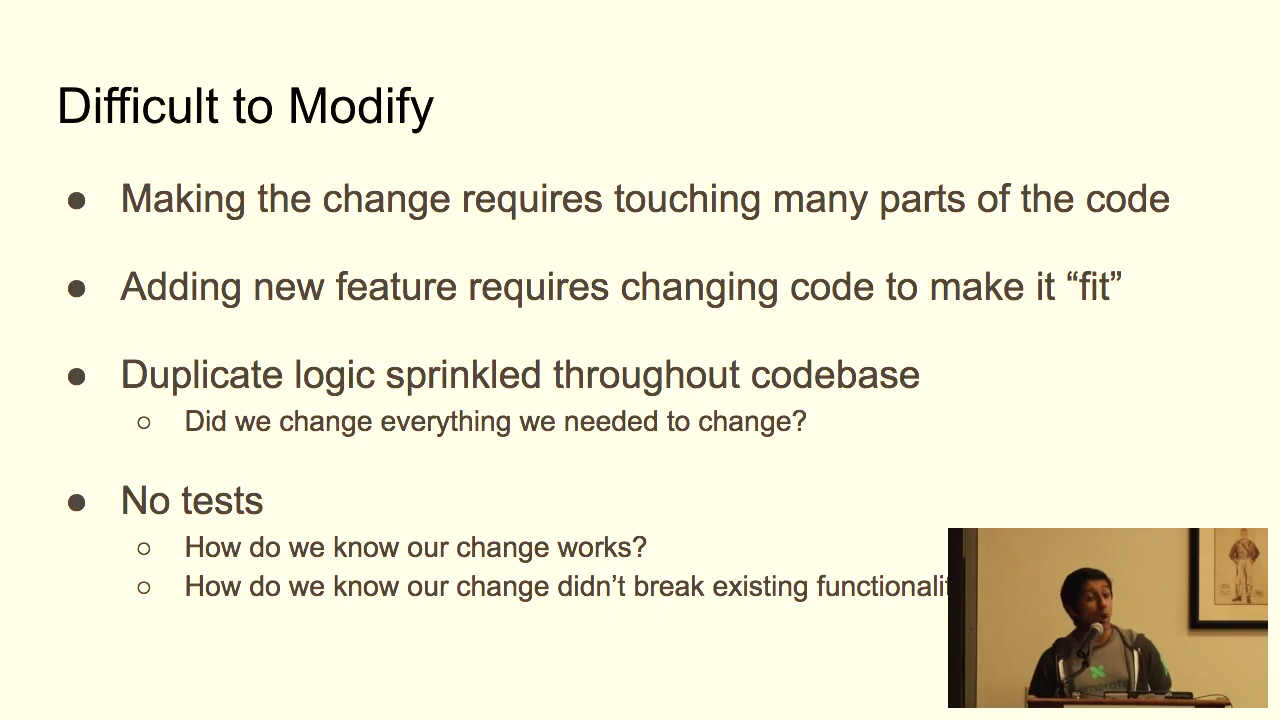 Difficult to Modify
● Making the change requires touching many parts of the code
● Adding new feature requires changing code to make it “fit”
● Duplicate logic sprinkled throughout codebase
○ Did we change everything we needed to change?
● No tests
○ How do we know our change works?
○ How do we know our change didn’t break existing